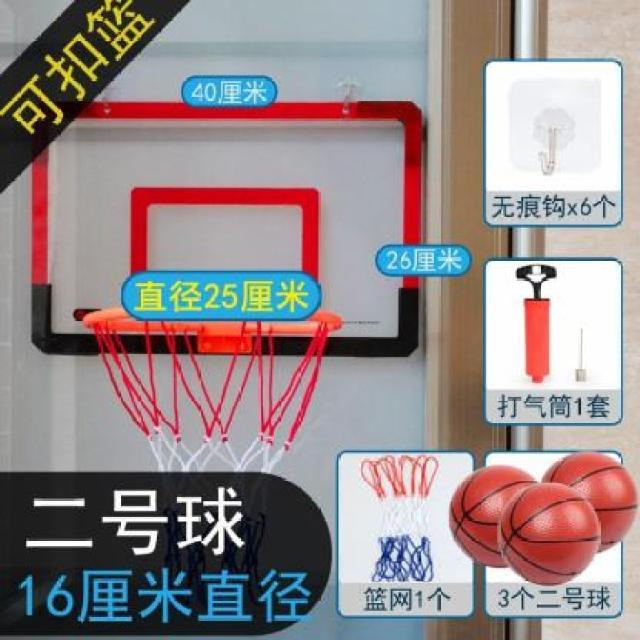 可扣篮
40厘米
26厘米
直径25厘米
无痕钩x6个
打气筒1套
二号球
16厘米直径
篮网1个
3个二号球